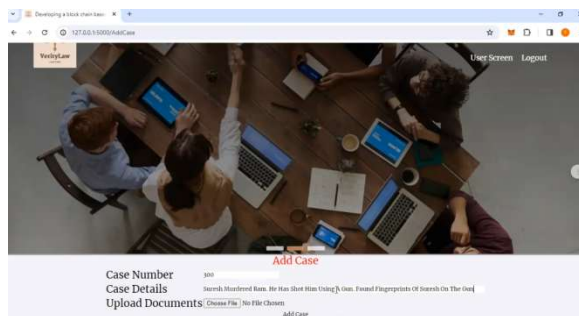 Developing a block chain base
127.0.0.1:5000/AddCase
VerityLaw
User Screen Logout
Add Case
Case Number 300
Case Details Suresh Murdered Ram. He Has Shot Him Using A Gun. Found Fingerprints Of Suresh On The Gun
Upload Documents Choose File No File Chosen
Add Case